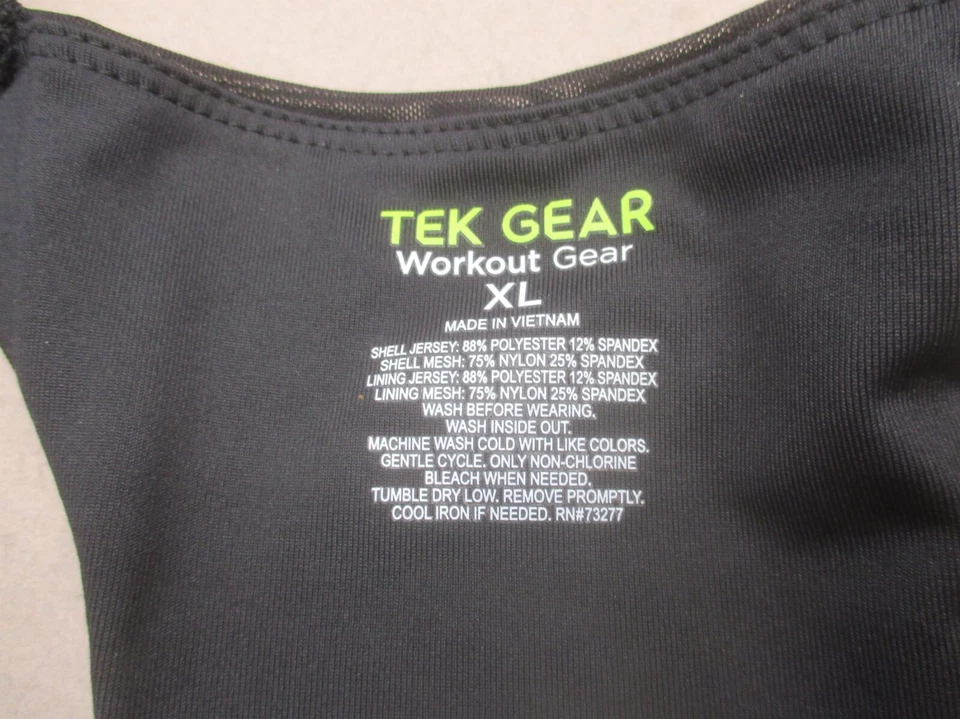 TEK GEAR
Workout Gear
XL
MADE IN VIETNAM
SHELL JERSEY: 88% POLYESTER 12% SPANDEX
SHELL MESH: 75% NYLON 25% SPANDEX
LINING JERSEY: 88% POLYESTER 12% SPANDEX
LINING MESH: 75% NYLON 25% SPANDEX
WASH BEFORE WEARING.
WASH INSIDE OUT.
MACHINE WASH COLD WITH LIKE COLORS.
GENTLE CYCLE. ONLY NON-CHLORINE
BLEACH WHEN NEEDED.
TUMBLE DRY LOW. REMOVE PROMPTLY.
COOL IRON IF NEEDED. RN#73277